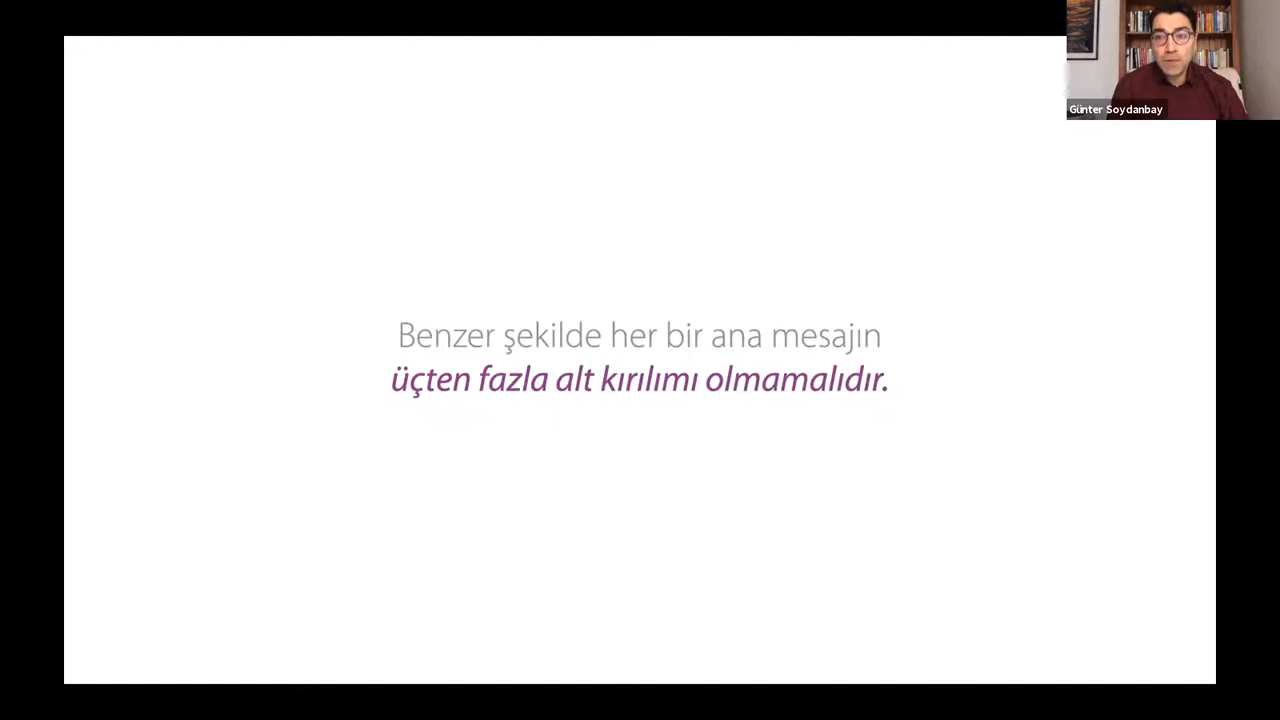 Günter Soydanbay
Benzer şekilde her bir ana mesajın
üçten fazla alt kırılımı olmamalıdır.